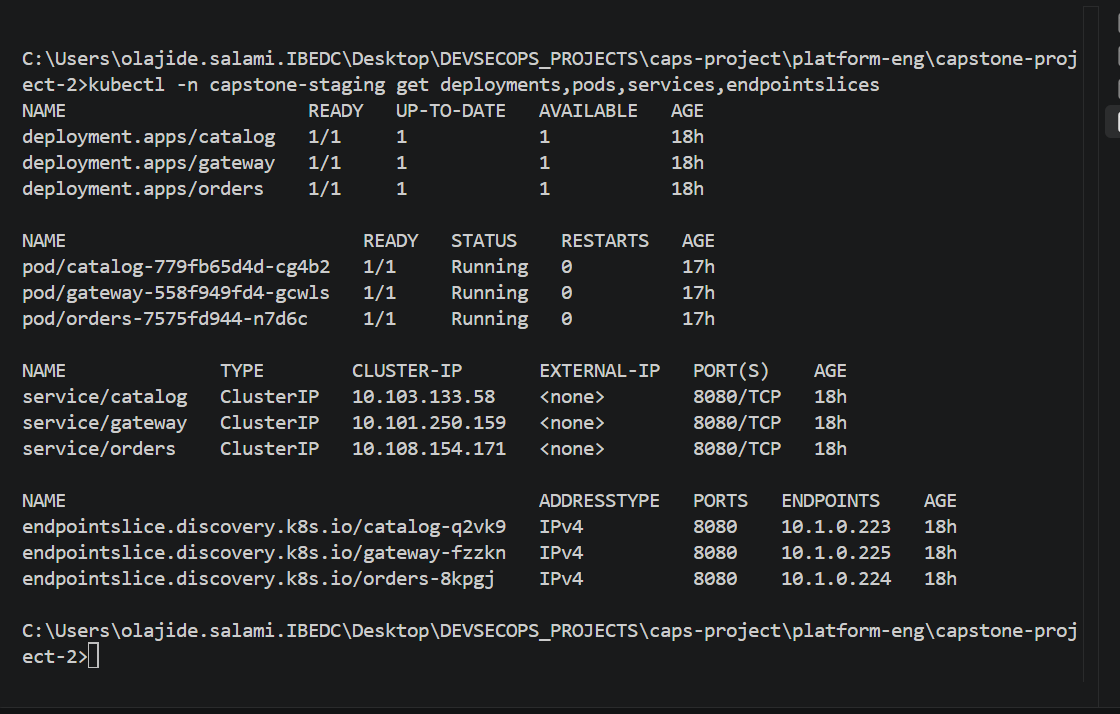 C:\Users\olajide.salami.IBEDC\Desktop\DEVSECOPS_PROJECTS\caps-project\platform-eng\capstone-proj
ect-2>kubectl -n capstone-staging get deployments,pods,services,endpointslices
NAME READY UP-TO-DATE AVAILABLE AGE
deployment.apps/catalog 1/1 1 1 18h
deployment.apps/gateway 1/1 1 1 18h
deployment.apps/orders 1/1 1 1 18h
NAME READY STATUS RESTARTS AGE
pod/catalog-779fb65d4d-cg4b2 1/1 Running 0 17h
pod/gateway-558f949fd4-gcwls 1/1 Running 0 17h
pod/orders-7575fd944-n7d6c 1/1 Running 0 17h
NAME TYPE CLUSTER-IP EXTERNAL-IP PORT(S) AGE
service/catalog ClusterIP 10.103.133.58 <none> 8080/TCP 18h
service/gateway ClusterIP 10.101.250.159 <none> 8080/TCP 18h
service/orders ClusterIP 10.108.154.171 <none> 8080/TCP 18h
NAME ADDRESSTYPE PORTS ENDPOINTS AGE
endpointslice.discovery.k8s.io/catalog-q2vk9 IPv4 8080 10.1.0.223 18h
endpointslice.discovery.k8s.io/gateway-fzzkn IPv4 8080 10.1.0.225 18h
endpointslice.discovery.k8s.io/orders-8kpgj IPv4 8080 10.1.0.224 18h
C:\Users\olajide.salami.IBEDC\Desktop\DEVSECOPS_PROJECTS\caps-project\platform-eng\capstone-proj
ect-2>